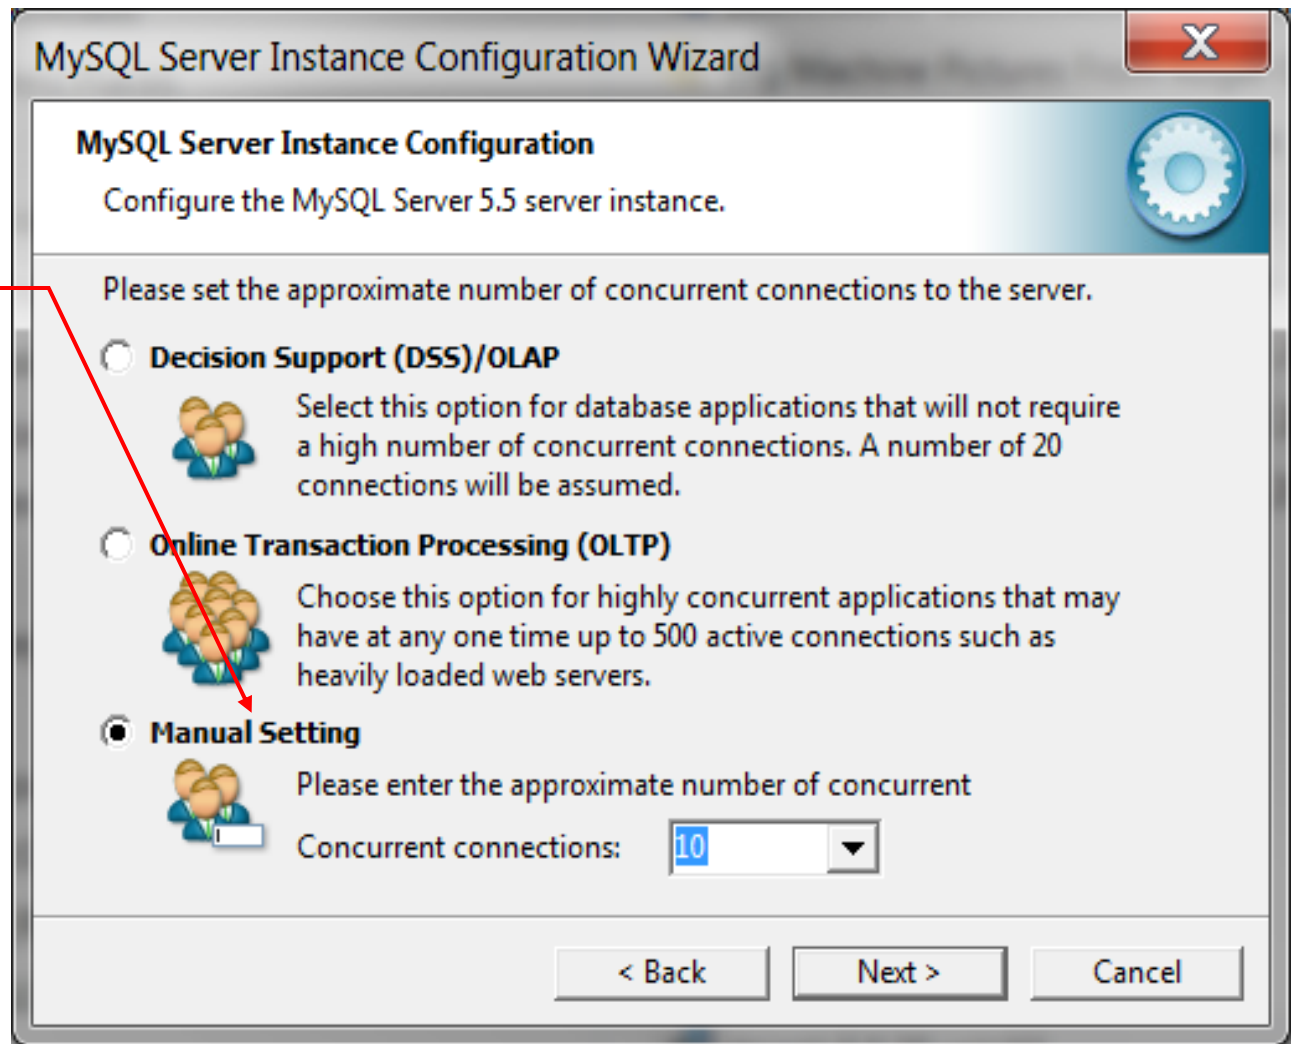 MySQL Server Instance Configuration Wizard
MySQL Server Instance Configuration
Configure the MySQL Server 5.5 server instance.
Please set the approximate number of concurrent connections to the server.
Decision Support (DSS)/OLAP
Select this option for database applications that will not require
a high number of concurrent connections. A number of 20
connections will be assumed.
Online Transaction Processing (OLTP)
Choose this option for highly concurrent applications that may
have at any one time up to 500 active connections such as
heavily loaded web servers.
Manual Setting
Please enter the approximate number of concurrent
Concurrent connections: 10
< Back Next > Cancel